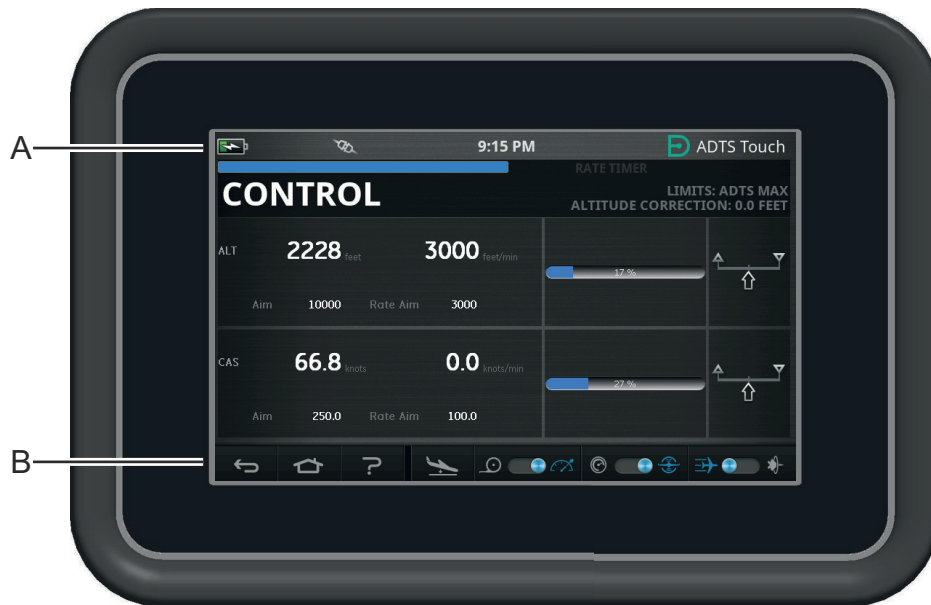 A
9:15 PM ADTS Touch
RATE TIMER
CONTROL
LIMITS: ADTS MAX
ALTITUDE CORRECTION: 0.0 FEET
ALT 2228 feet 3000 feet/min
17 %
Aim 10000 Rate Aim 3000
CAS 66.8 knots 0.0 knots/min
27 %
Aim 250.0 Rate Aim 100.0
B